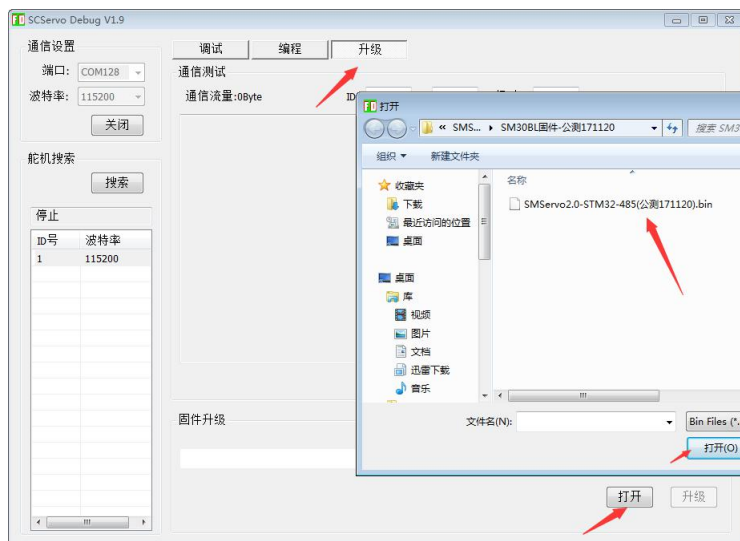 SCServo Debug V1.9
通信设置
端口: COM128
波特率: 115200
关闭
舵机搜索
搜索
停止
ID号 波特率
1 115200
调试 编程 升级
通信测试
通信流量:0Byte
固件升级
打开 升级
打开
« SMS... SM30BL固件-公测171120
搜索 SM3
组织 新建文件夹
收藏夹
下载
最近访问的位置
桌面
桌面
库
视频
图片
文档
迅雷下载
音乐
名称
SMServo2.0-STM32-485(公测171120).bin
文件名(N):
Bin Files (*.
打开(O)